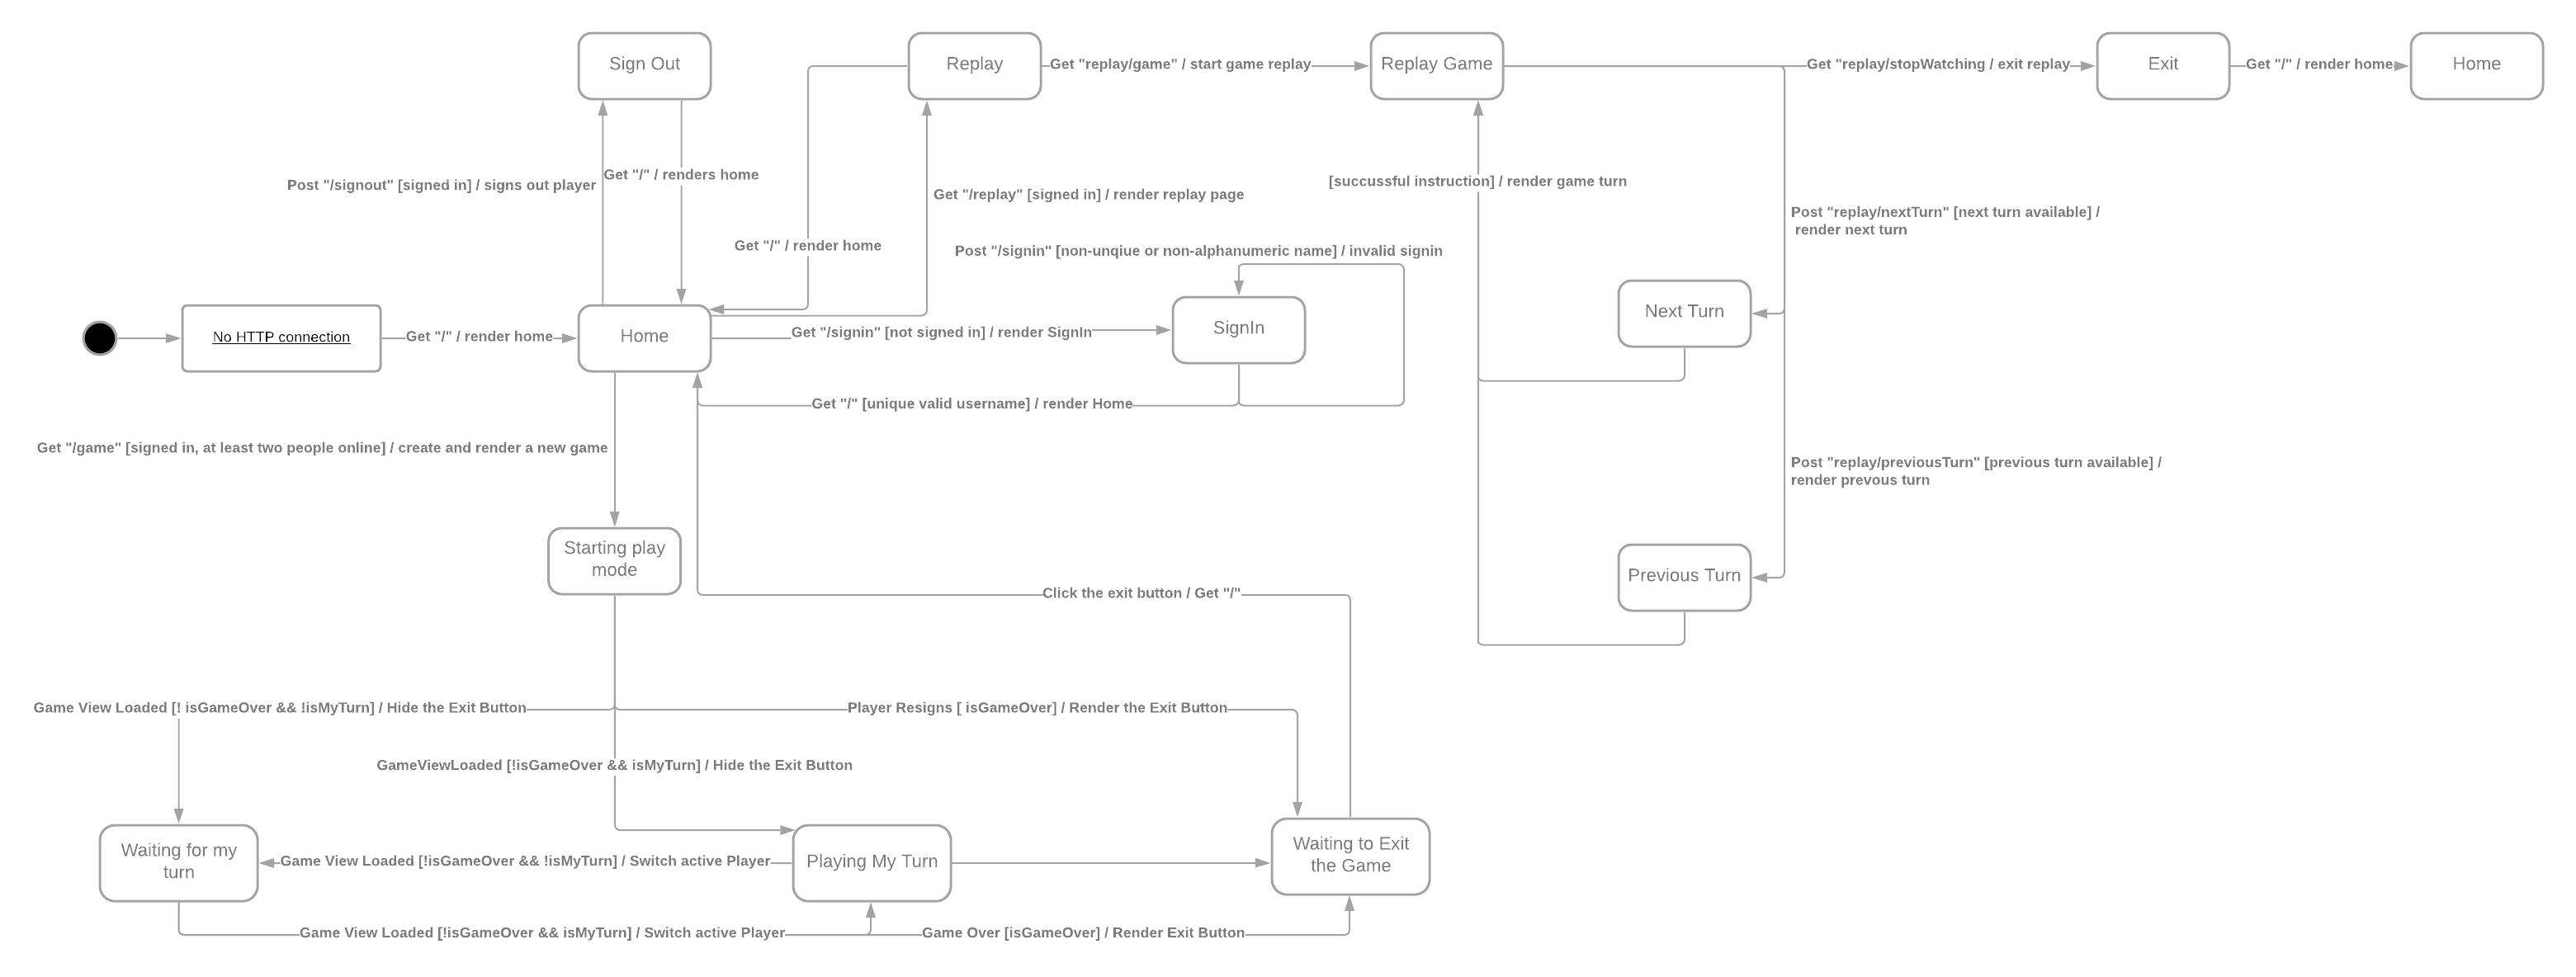 Sign Out
Replay
Get "replay/game" / start game replay
Replay Game
Get "replay/stopWatching / exit replay
Exit
Get "/" / render home
Home
Post "/signout" [signed in] / signs out player
Get "/" / renders home
Get "/replay" [signed in] / render replay page
[succussful instruction] / render game turn
Post "replay/nextTurn" [next turn available] /
render next turn
Get "/" / render home
Post "/signin" [non-unqiue or non-alphanumeric name] / invalid signin
No HTTP connection
Get "/" / render home
Home
Get "/signin" [not signed in] / render SignIn
SignIn
Next Turn
Get "/" [unique valid username] / render Home
Get "/game" [signed in, at least two people online] / create and render a new game
Post "replay/previousTurn" [previous turn available] /
render prevous turn
Starting play
mode
Previous Turn
Click the exit button / Get "/"
Game View Loaded [! isGameOver && !isMyTurn] / Hide the Exit Button
Player Resigns [ isGameOver] / Render the Exit Button
GameViewLoaded [!isGameOver && isMyTurn] / Hide the Exit Button
Waiting for my
turn
Game View Loaded [!isGameOver && !isMyTurn] / Switch active Player
Playing My Turn
Waiting to Exit
the Game
Game View Loaded [!isGameOver && isMyTurn] / Switch active Player
Game Over [isGameOver] / Render Exit Button